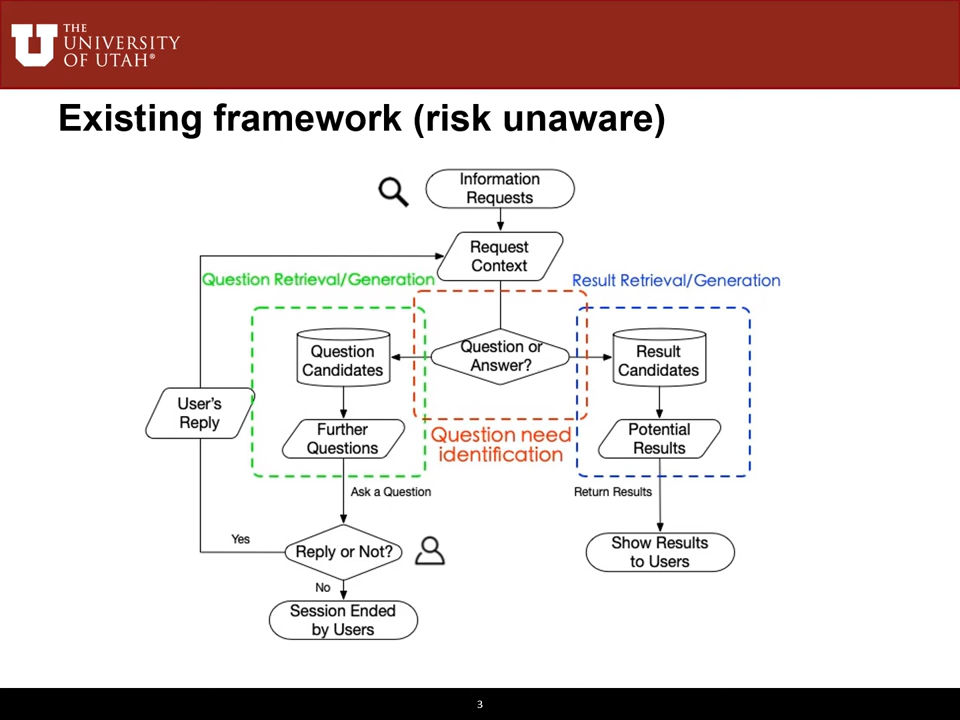 THE
UNIVERSITY
OF UTAH®
Existing framework (risk unaware)
Information
Requests
Request
Context
Question Retrieval/Generation
Result Retrieval/Generation
Question
Candidates
Question or
Answer?
Result
Candidates
User's
Reply
Further
Questions
Question need
identification
Potential
Results
Ask a Question
Return Results
Yes
Reply or Not?
Show Results
to Users
No
Session Ended
by Users
3